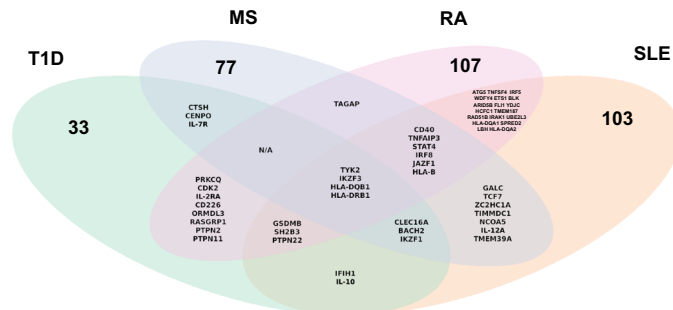 MS
RA
T1D
SLE
77
107
33
103
CTSH
CENPO
IL-7R
TAGAP
ATG5 TNFSF4 IRF5
WDFY4 ETS1 BLK
ARID5B FLI1 YDJC
HCFC1 TMEM187
RAD51B IRAK1 UBE2L3
HLA-DQA1 SPRED2
LBH HLA-DQA2
N/A
CD40
TNFAIP3
STAT4
IRF8
JAZF1
HLA-B
TYK2
IKZF3
HLA-DQB1
HLA-DRB1
PRKCQ
CDK2
IL-2RA
CD226
ORMDL3
RASGRP1
PTPN2
PTPN11
GSDMB
SH2B3
PTPN22
CLEC16A
BACH2
IKZF1
GALC
TCF7
ZC2HC1A
TIMMDC1
NCOA5
IL-12A
TMEM39A
IFIH1
IL-10